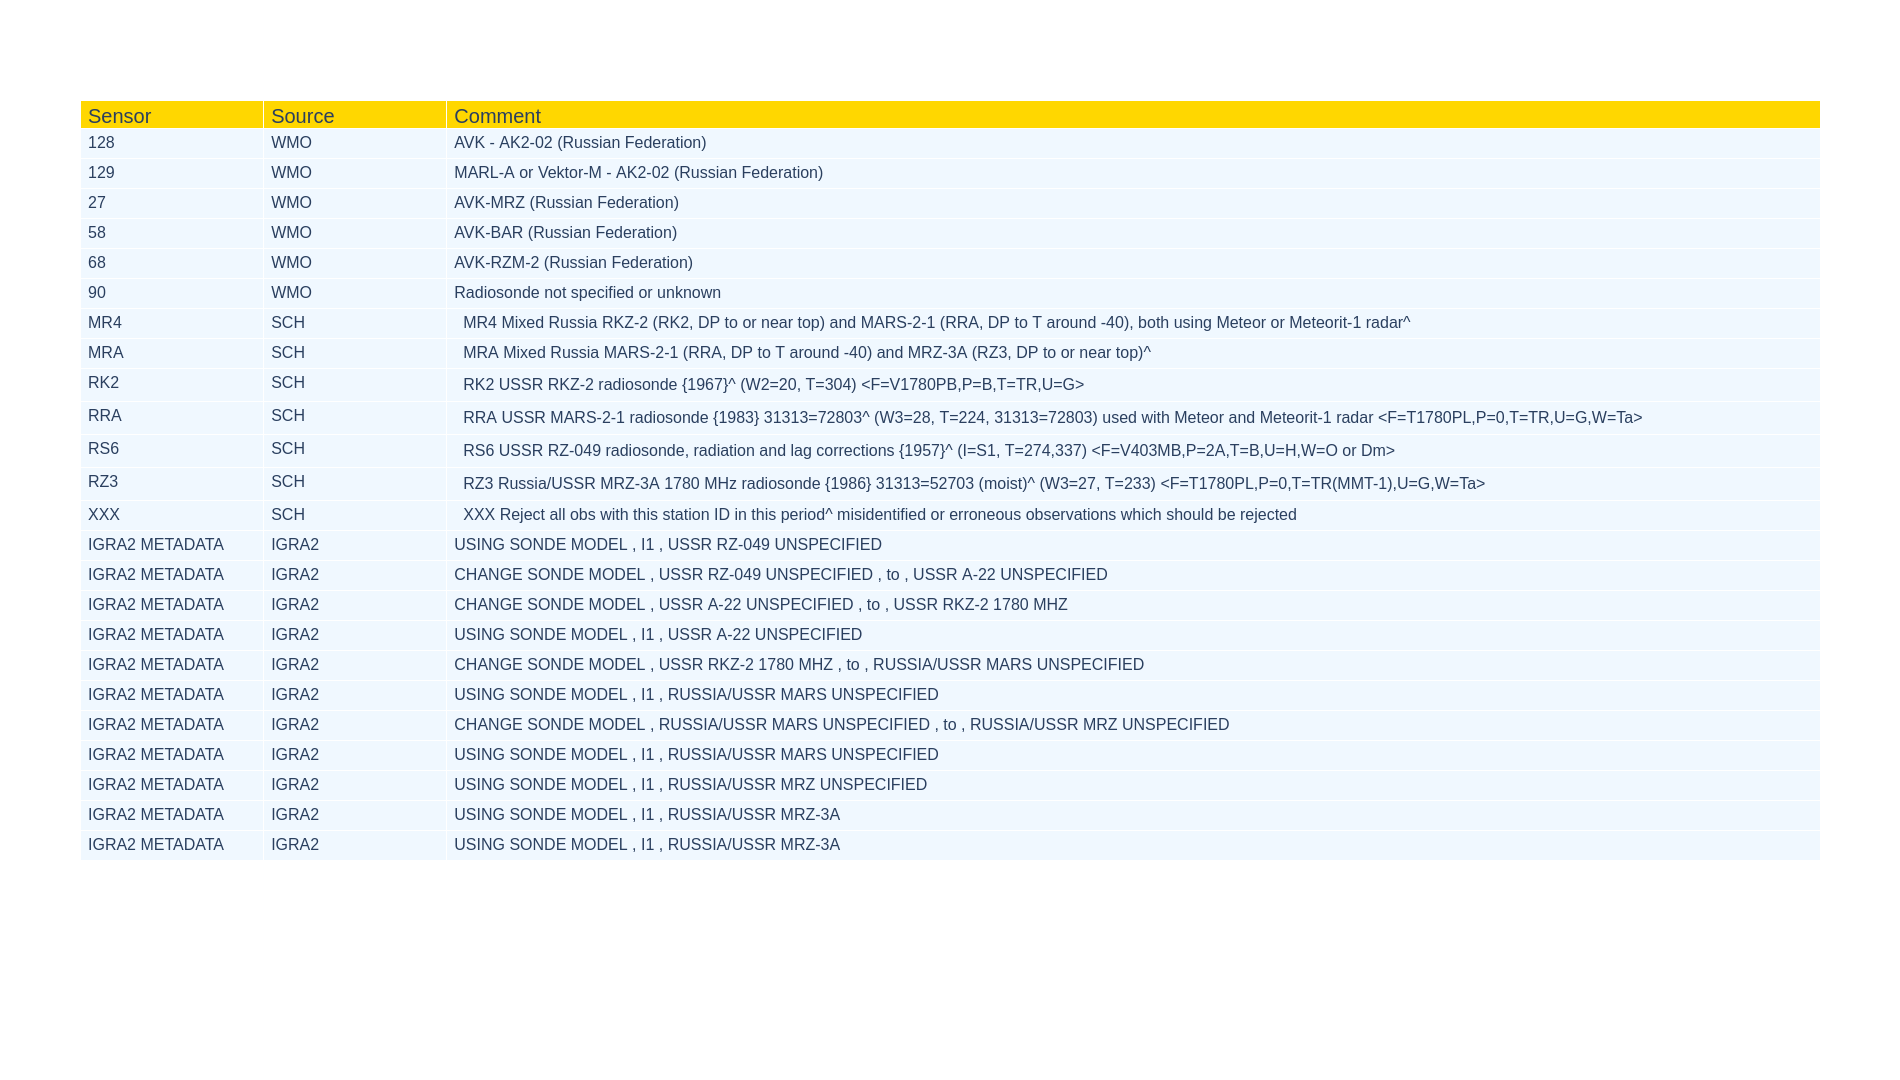 Sensor Source Comment
128 WMO AVK - AK2-02 (Russian Federation)
129 WMO MARL-A or Vektor-M - AK2-02 (Russian Federation)
27 WMO AVK-MRZ (Russian Federation)
58 WMO AVK-BAR (Russian Federation)
68 WMO AVK-RZM-2 (Russian Federation)
90 WMO Radiosonde not specified or unknown
MR4 SCH MR4 Mixed Russia RKZ-2 (RK2, DP to or near top) and MARS-2-1 (RRA, DP to T around -40), both using Meteor or Meteorit-1 radar^
MRA SCH MRA Mixed Russia MARS-2-1 (RRA, DP to T around -40) and MRZ-3A (RZ3, DP to or near top)^
RK2 SCH RK2 USSR RKZ-2 radiosonde {1967}^ (W2=20, T=304) <F=V1780PB,P=B,T=TR,U=G>
RRA SCH RRA USSR MARS-2-1 radiosonde {1983} 31313=72803^ (W3=28, T=224, 31313=72803) used with Meteor and Meteorit-1 radar <F=T1780PL,P=0,T=TR,U=G,W=Ta>
RS6 SCH RS6 USSR RZ-049 radiosonde, radiation and lag corrections {1957}^ (I=S1, T=274,337) <F=V403MB,P=2A,T=B,U=H,W=O or Dm>
RZ3 SCH RZ3 Russia/USSR MRZ-3A 1780 MHz radiosonde {1986} 31313=52703 (moist)^ (W3=27, T=233) <F=T1780PL,P=0,T=TR(MMT-1),U=G,W=Ta>
XXX SCH XXX Reject all obs with this station ID in this period^ misidentified or erroneous observations which should be rejected
IGRA2 METADATA IGRA2 USING SONDE MODEL , I1 , USSR RZ-049 UNSPECIFIED
IGRA2 METADATA IGRA2 CHANGE SONDE MODEL , USSR RZ-049 UNSPECIFIED , to , USSR A-22 UNSPECIFIED
IGRA2 METADATA IGRA2 CHANGE SONDE MODEL , USSR A-22 UNSPECIFIED , to , USSR RKZ-2 1780 MHZ
IGRA2 METADATA IGRA2 USING SONDE MODEL , I1 , USSR A-22 UNSPECIFIED
IGRA2 METADATA IGRA2 CHANGE SONDE MODEL , USSR RKZ-2 1780 MHZ , to , RUSSIA/USSR MARS UNSPECIFIED
IGRA2 METADATA IGRA2 USING SONDE MODEL , I1 , RUSSIA/USSR MARS UNSPECIFIED
IGRA2 METADATA IGRA2 CHANGE SONDE MODEL , RUSSIA/USSR MARS UNSPECIFIED , to , RUSSIA/USSR MRZ UNSPECIFIED
IGRA2 METADATA IGRA2 USING SONDE MODEL , I1 , RUSSIA/USSR MARS UNSPECIFIED
IGRA2 METADATA IGRA2 USING SONDE MODEL , I1 , RUSSIA/USSR MRZ UNSPECIFIED
IGRA2 METADATA IGRA2 USING SONDE MODEL , I1 , RUSSIA/USSR MRZ-3A
IGRA2 METADATA IGRA2 USING SONDE MODEL , I1 , RUSSIA/USSR MRZ-3A